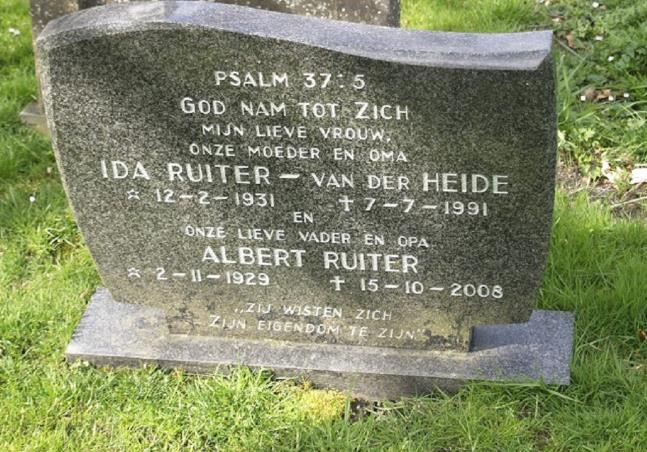 PSALM 37:5
GOD NAM TOT ZICH
MIJN LIEVE VROUW,
ONZE MOEDER EN OMA
IDA RUITER – VAN DER HEIDE
☆ 12-2-1931 † 7-7-1991
EN
ONZE LIEVE VADER EN OPA
ALBERT RUITER
☆ 2-11-1929 † 15-10-2008
„ZIJ WISTEN ZICH
ZIJN EIGENDOM TE ZIJN"